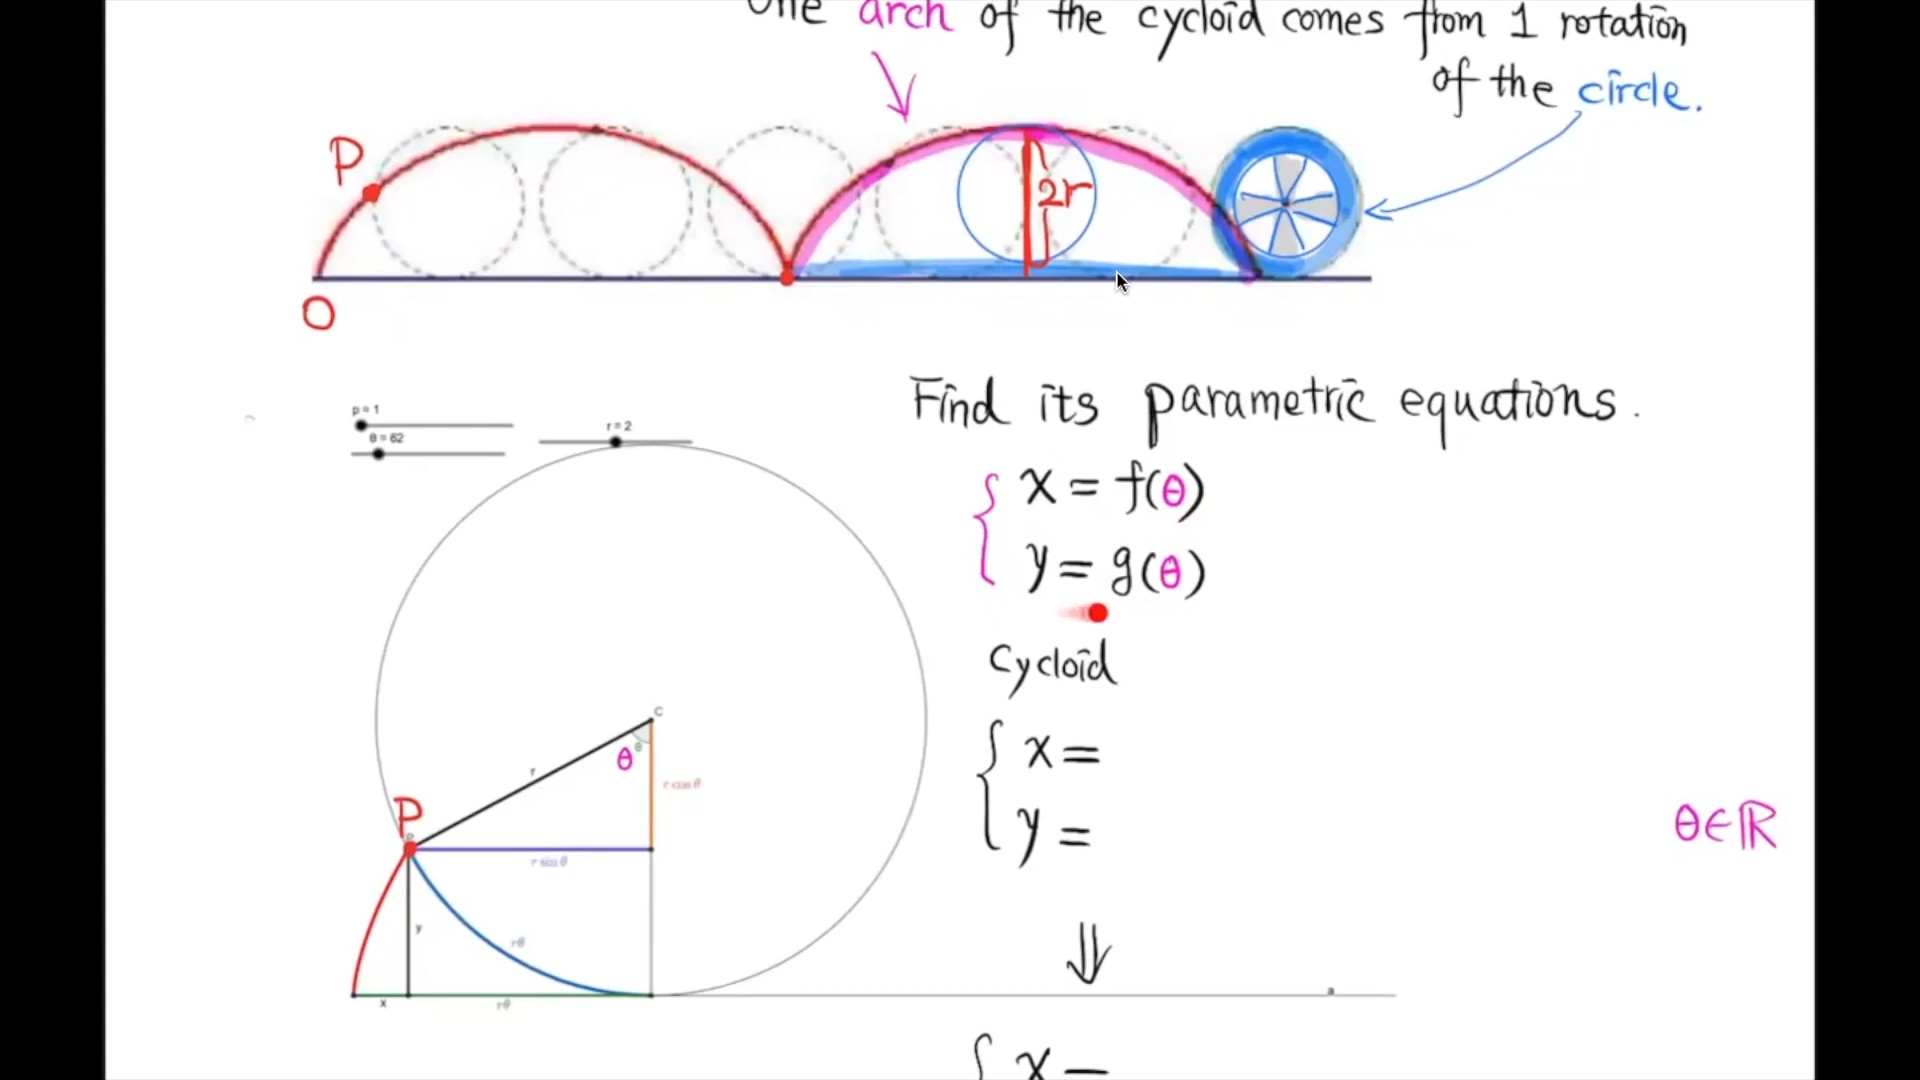 One arch of the cycloid comes from 1 rotation
of the circle.
P
2r
O
Find its parametric equations.
p = 1
θ = 62
r = 2
x = f(θ)
y = g(θ)
Cycloid
C
θ
θ
x =
r
r cos θ
P
P
θ∈ℝ
y =
r sin θ
y
rθ
⇓
a
x
rθ
x =